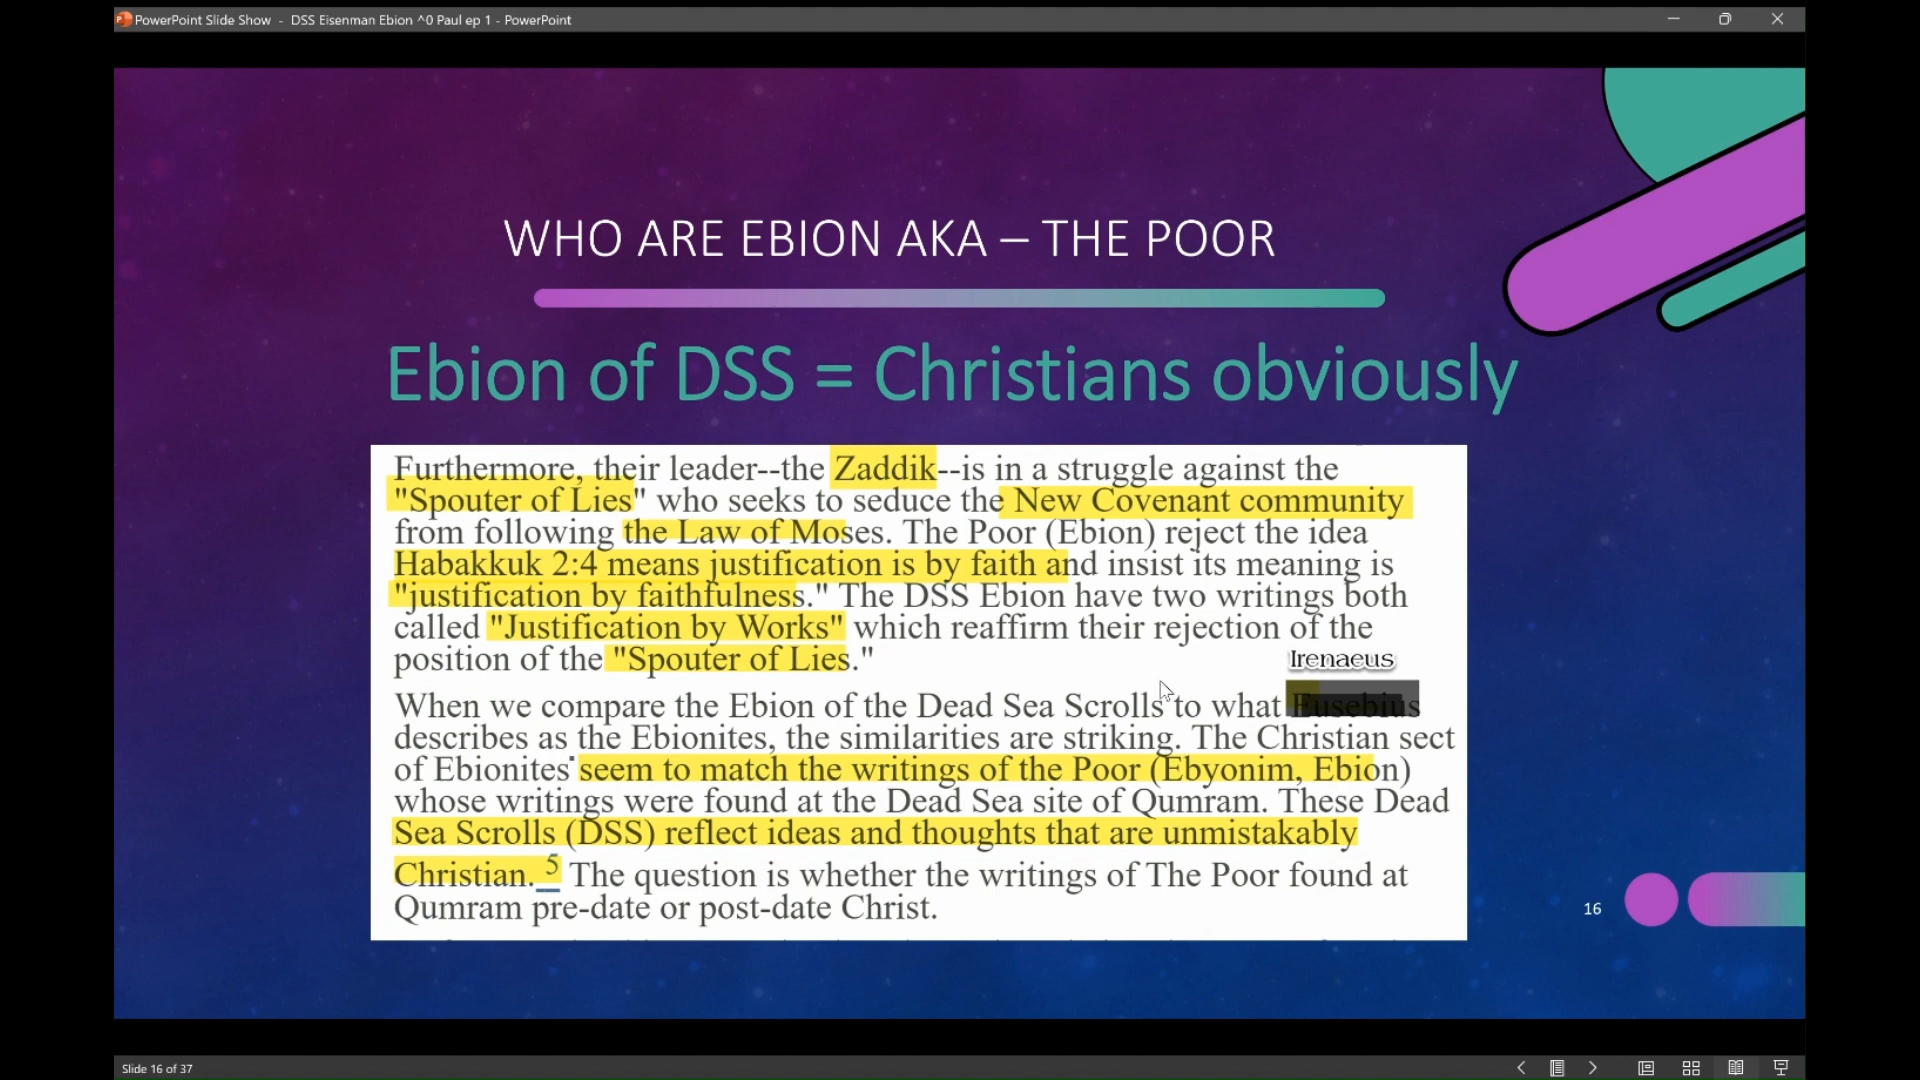 PowerPoint Slide Show - DSS Eisenman Ebion ^0 Paul ep 1 - PowerPoint
WHO ARE EBION AKA – THE POOR
Ebion of DSS = Christians obviously
Furthermore, their leader--the Zaddik--is in a struggle against the
"Spouter of Lies" who seeks to seduce the New Covenant community
from following the Law of Moses. The Poor (Ebion) reject the idea
Habakkuk 2:4 means justification is by faith and insist its meaning is
"justification by faithfulness." The DSS Ebion have two writings both
called "Justification by Works" which reaffirm their rejection of the
position of the "Spouter of Lies."
Irenaeus
When we compare the Ebion of the Dead Sea Scrolls to what Eusebius
describes as the Ebionites, the similarities are striking. The Christian sect
of Ebionites seem to match the writings of the Poor (Ebyonim, Ebion)
whose writings were found at the Dead Sea site of Qumram. These Dead
Sea Scrolls (DSS) reflect ideas and thoughts that are unmistakably
Christian. 5 The question is whether the writings of The Poor found at
Qumram pre-date or post-date Christ.
16
Slide 16 of 37